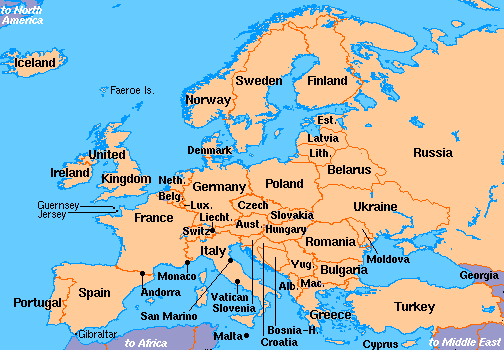 to North
America
Iceland
Faeroe Is.
Sweden
Finland
Norway
Est.
Latvia
Lith.
Russia
Denmark
United
Kingdom
Ireland
Neth.
Belg.
Germany
Poland
Belarus
Guernsey
Jersey
Lux.
Czech
Ukraine
France
Liecht.
Slovakia
Aust.
Hungary
Switz.
Romania
Moldova
Italy
Yug.
Bulgaria
Georgia
Monaco
Alb.
Mac.
Andorra
Portugal
Spain
Vatican
Slovenia
San Marino
Greece
Turkey
Gibraltar
to Africa
Malta
Bosnia-H.
Croatia
Cyprus
to Middle East